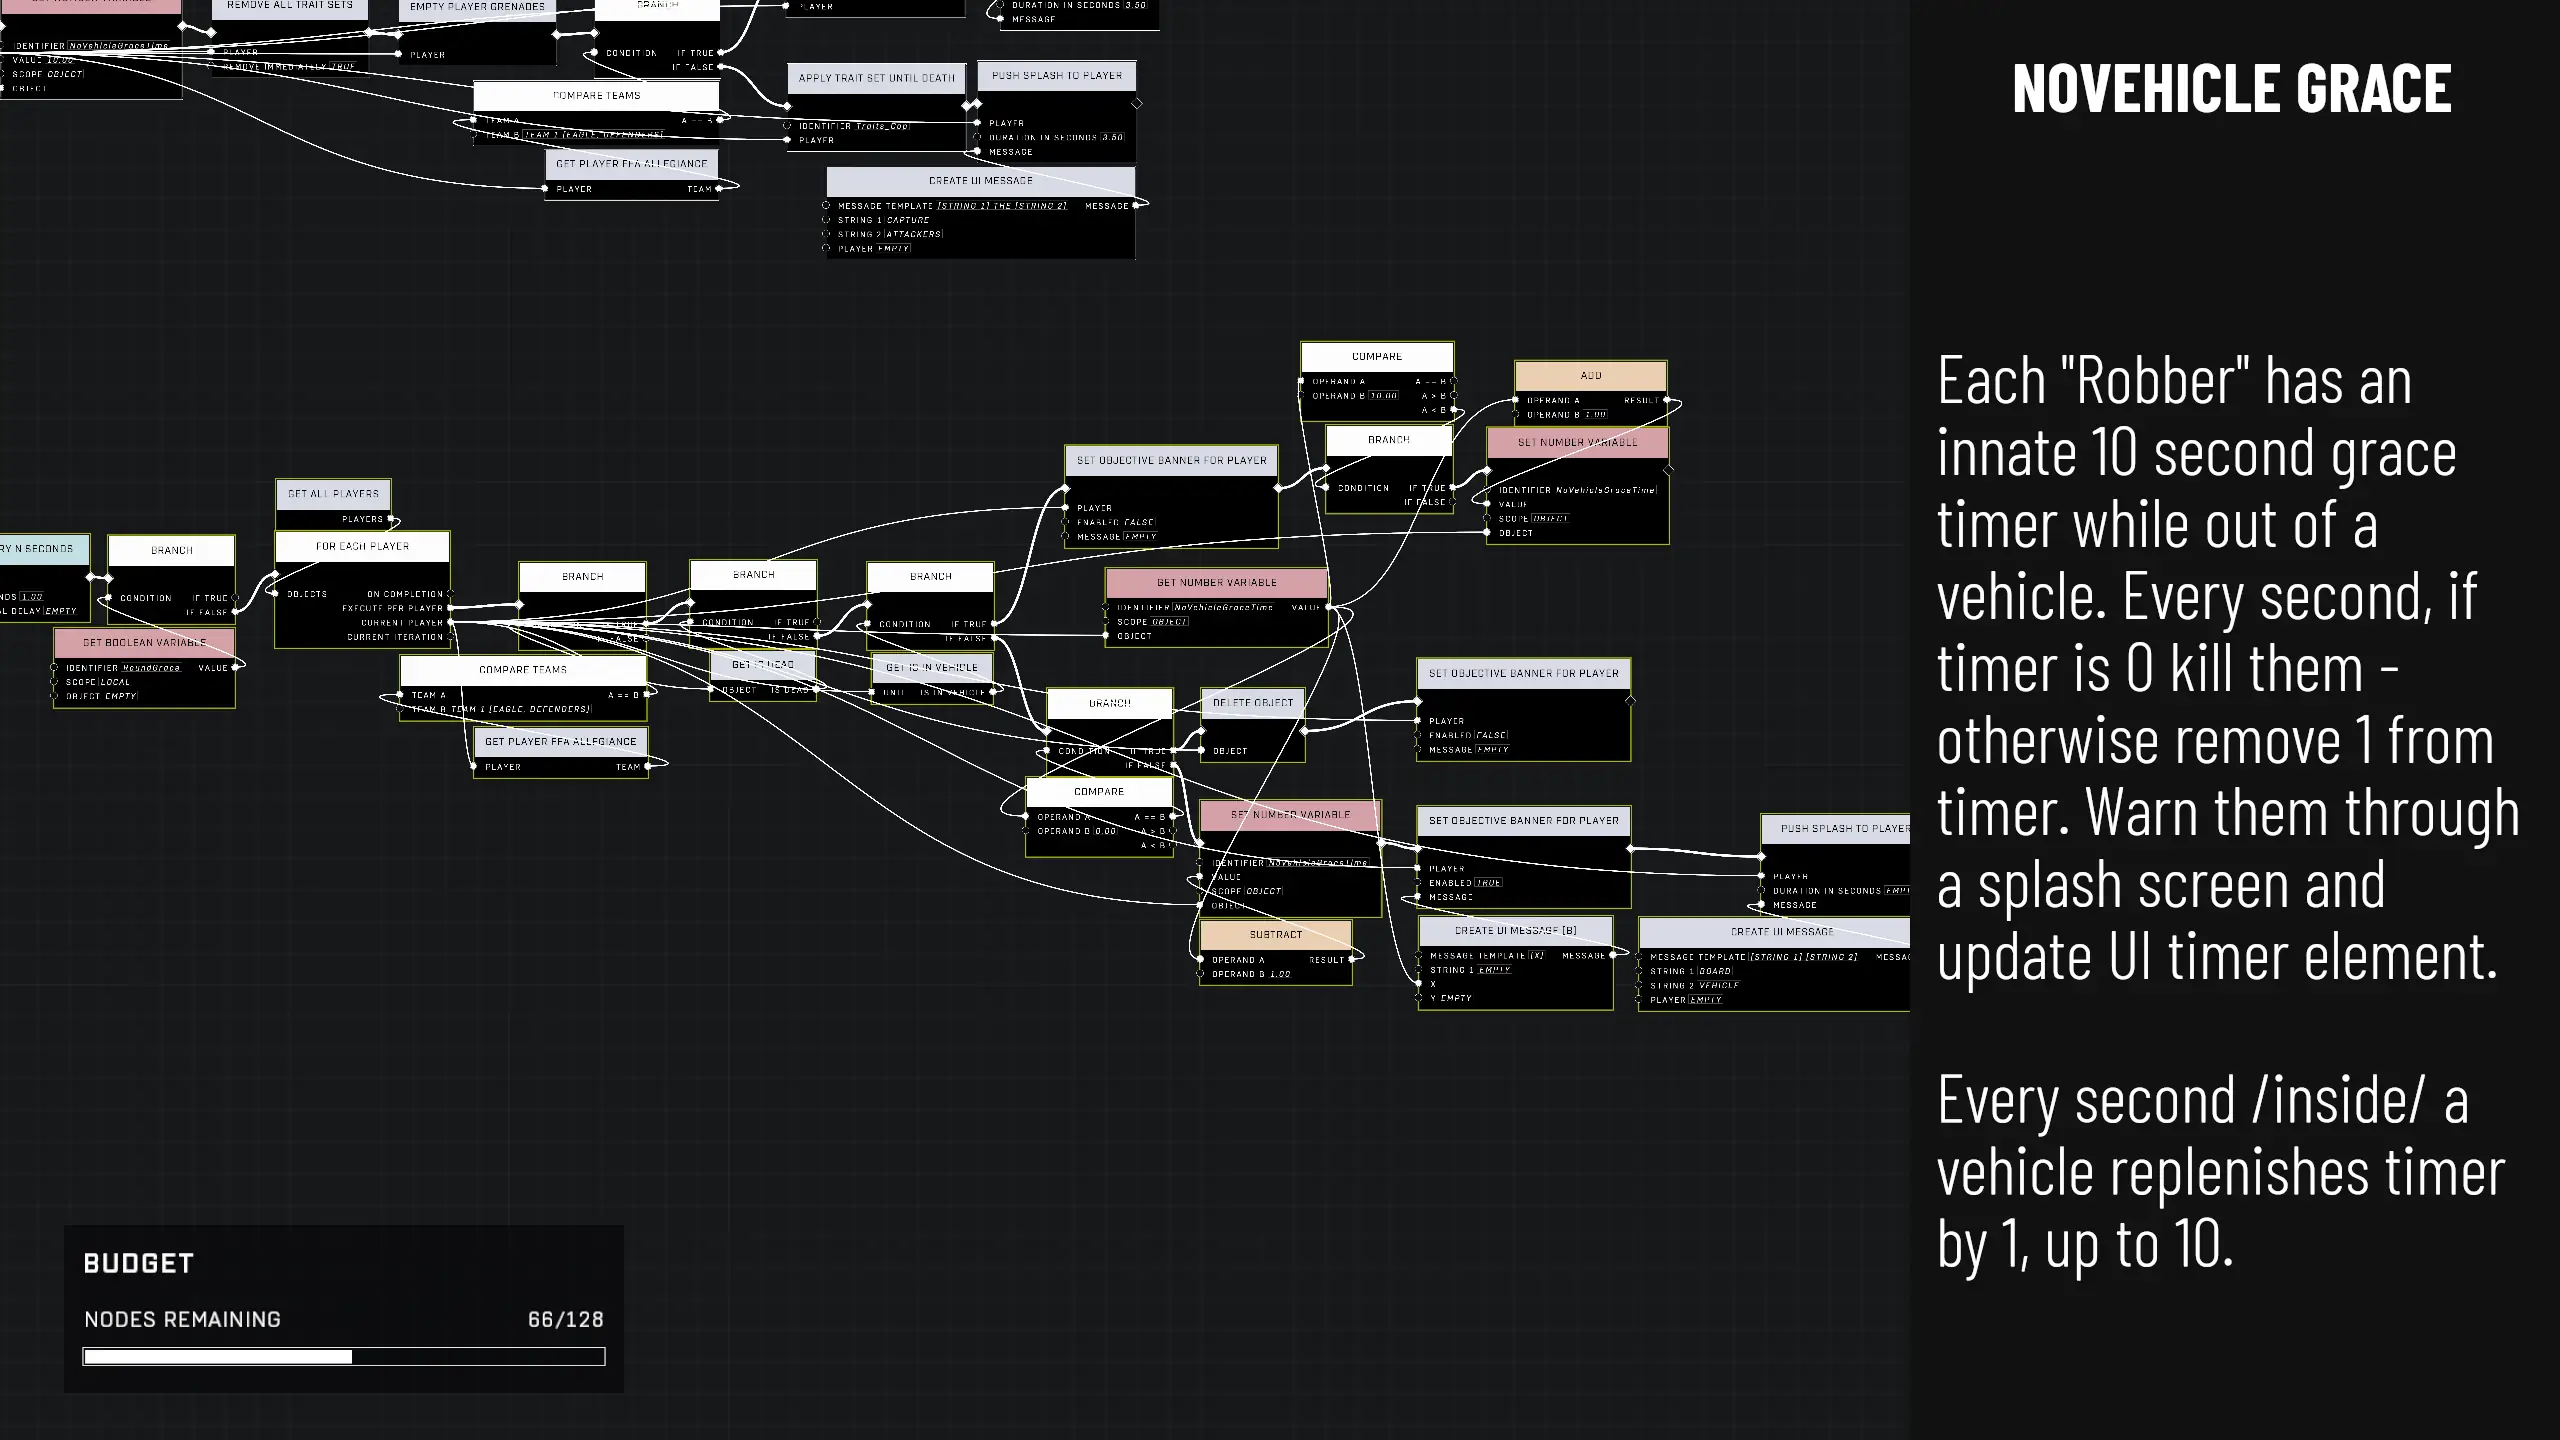 REMOVE ALL TRAIT SETS
EMPTY PLAYER GRENADES
BRANCH
IDENTIFIER NoVehicleGraceTime
VALUE 10.00
SCOPE OBJECT
OBJECT
PLAYER
REMOVE IMMEDIATELY TRUE
PLAYER
CONDITION IF TRUE
IF FALSE
PLAYER
DURATION IN SECONDS 3.50
MESSAGE
COMPARE TEAMS
TEAM A A == B
TEAM B TEAM 1 [EAGLE, DEFENDERS]
GET PLAYER FFA ALLEGIANCE
PLAYER TEAM
APPLY TRAIT SET UNTIL DEATH
IDENTIFIER Traits_Cop
PLAYER
PUSH SPLASH TO PLAYER
PLAYER
DURATION IN SECONDS 3.50
MESSAGE
CREATE UI MESSAGE
MESSAGE TEMPLATE [STRING 1] THE [STRING 2] MESSAGE
STRING 1 CAPTURE
STRING 2 ATTACKERS
PLAYER EMPTY
RY N SECONDS
NDS 1.00
L DELAY EMPTY
BRANCH
CONDITION IF TRUE
IF FALSE
GET BOOLEAN VARIABLE
IDENTIFIER RoundGrace VALUE
SCOPE LOCAL
OBJECT EMPTY
GET ALL PLAYERS
PLAYERS
FOR EACH PLAYER
OBJECTS ON COMPLETION
EXECUTE PER PLAYER
CURRENT PLAYER
CURRENT ITERATION
BRANCH
COMPARE TEAMS
TEAM A A == B
TEAM B TEAM 1 [EAGLE, DEFENDERS]
GET PLAYER FFA ALLEGIANCE
PLAYER TEAM
BRANCH
CONDITION IF TRUE
IF FALSE
GET IS DEAD
OBJECT IS DEAD
BRANCH
CONDITION IF TRUE
IF FALSE
GET IS IN VEHICLE
UNIT IS IN VEHICLE
SET OBJECTIVE BANNER FOR PLAYER
PLAYER
ENABLED FALSE
MESSAGE EMPTY
COMPARE
OPERAND A A == B
OPERAND B 10.00 A > B
A < B
BRANCH
CONDITION IF TRUE
IF FALSE
ADD
OPERAND A RESULT
OPERAND B 1.00
SET NUMBER VARIABLE
IDENTIFIER NoVehicleGraceTime
VALUE
SCOPE OBJECT
OBJECT
GET NUMBER VARIABLE
IDENTIFIER NoVehicleGraceTime VALUE
SCOPE OBJECT
OBJECT
BRANCH
CONDITION IF TRUE
IF FALSE
COMPARE
OPERAND A A == B
OPERAND B 0.00 A > B
A < B
DELETE OBJECT
OBJECT
SET OBJECTIVE BANNER FOR PLAYER
PLAYER
ENABLED FALSE
MESSAGE EMPTY
SET NUMBER VARIABLE
IDENTIFIER NoVehicleGraceTime
VALUE
SCOPE OBJECT
OBJECT
SUBTRACT
OPERAND A RESULT
OPERAND B 1.00
SET OBJECTIVE BANNER FOR PLAYER
PLAYER
ENABLED TRUE
MESSAGE
CREATE UI MESSAGE [B]
MESSAGE TEMPLATE [X] MESSAGE
STRING 1 EMPTY
X
Y EMPTY
PUSH SPLASH TO PLAYER
PLAYER
DURATION IN SECONDS EMPT
MESSAGE
CREATE UI MESSAGE
MESSAGE TEMPLATE [STRING 1] [STRING 2] MESSAG
STRING 1 BOARD
STRING 2 VEHICLE
PLAYER EMPTY
BUDGET
NODES REMAINING 66/128
NOVEHICLE GRACE
Each "Robber" has an
innate 10 second grace
timer while out of a
vehicle. Every second, if
timer is 0 kill them -
otherwise remove 1 from
timer. Warn them through
a splash screen and
update UI timer element.
Every second /inside/ a
vehicle replenishes timer
by 1, up to 10.